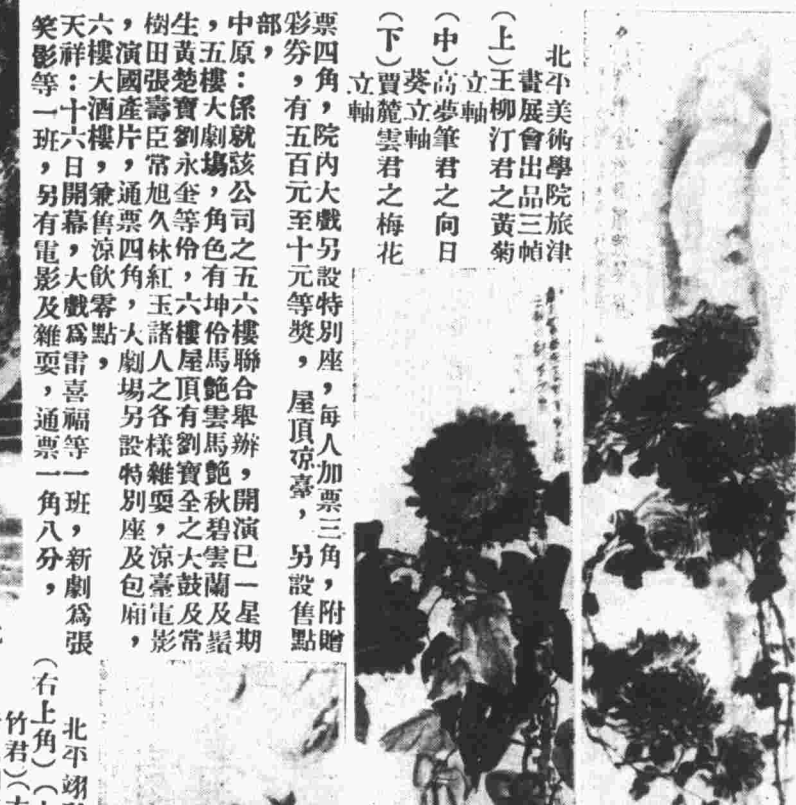 北平美術學院旅津
畫展會出品三幀
(上)王柳汀君之黃菊
立軸
(中)高夢筆君之向日
葵立軸
(下)賈麓雲君之梅花
立軸
票四角，院內大戲另設特別座，每人加票三角，附贈
彩券，有五百元至十元等獎，屋頂涼臺，另設售點
部，
中原：係就該公司之五六樓聯合舉辦，開演已一星期
，五樓大劇場，角色有坤伶馬艶雲馬艶秋碧雲蘭及鬚
生黃楚寶劉永奎等伶，六樓屋頂有劉寶全之大鼓及常
樹田張壽臣常旭久林紅玉諸人之各樣雜耍，涼臺電影
，演國產片，通票四角，大劇場另設特別座及包廂，
六樓大酒樓，兼售涼飲零點，
天祥：十六日開幕，大戲爲雷喜福等一班，新劇爲張
笑影等一班，另有電影及雜耍，通票一角八分，
北平翊
(右上角)(
竹君)(